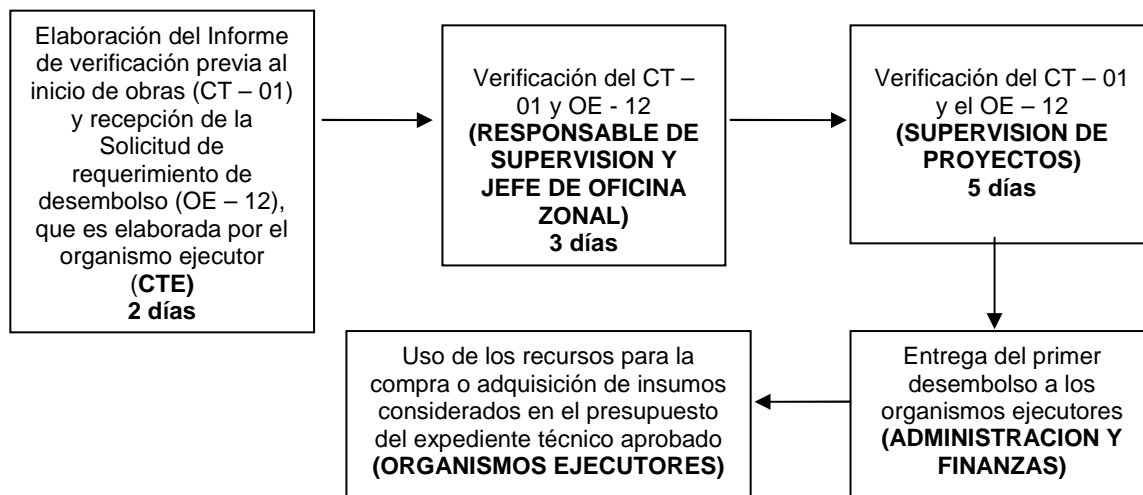 Elaboración del Informe
de verificación previa al
inicio de obras (CT – 01)
y recepción de la
Solicitud de
requerimiento de
desembolso (OE – 12),
que es elaborada por el
organismo ejecutor
(CTE)
2 días
Verificación del CT –
01 y OE - 12
(RESPONSABLE DE
SUPERVISION Y
JEFE DE OFICINA
ZONAL)
3 días
Verificación del CT – 01
y el OE – 12
(SUPERVISION DE
PROYECTOS)
5 días
Entrega del primer
desembolso a los
organismos ejecutores
(ADMINISTRACION Y
FINANZAS)
Uso de los recursos para la
compra o adquisición de insumos
considerados en el presupuesto
del expediente técnico aprobado
(ORGANISMOS EJECUTORES)